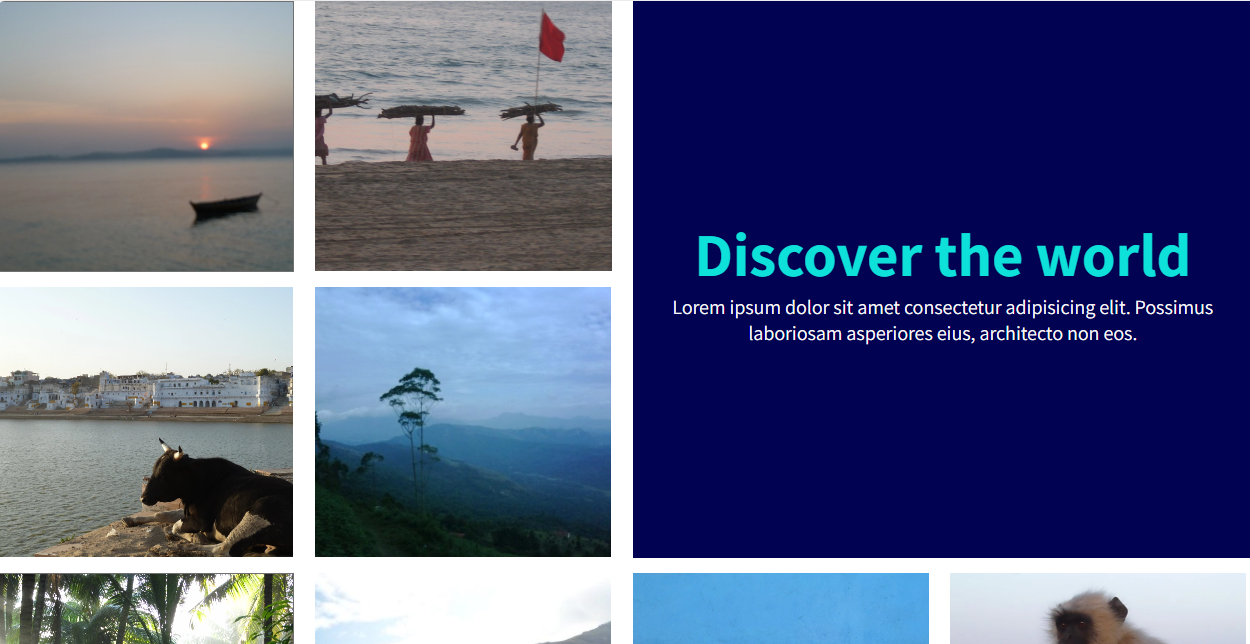 Discover the world
Lorem ipsum dolor sit amet consectetur adipisicing elit. Possimus
laboriosam asperiores eius, architecto non eos.